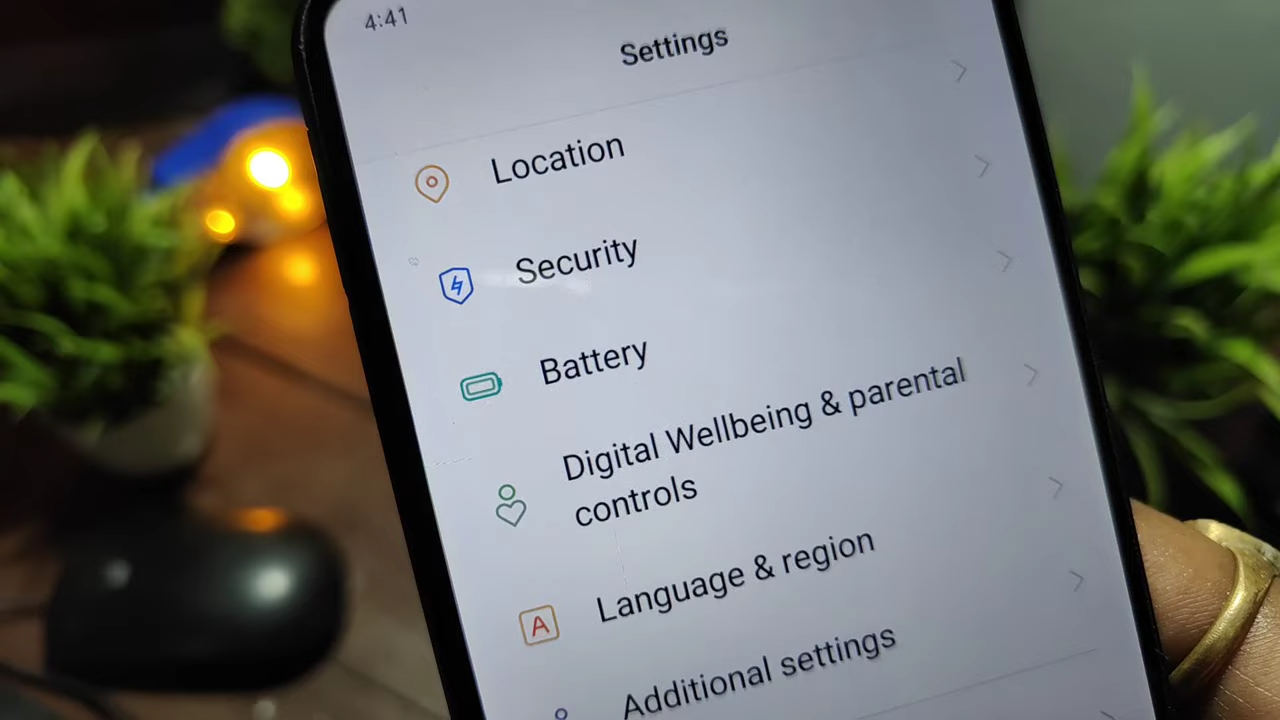 4:41
Settings
Location
Security
Battery
Digital Wellbeing & parental
controls
A
Language & region
Additional settings